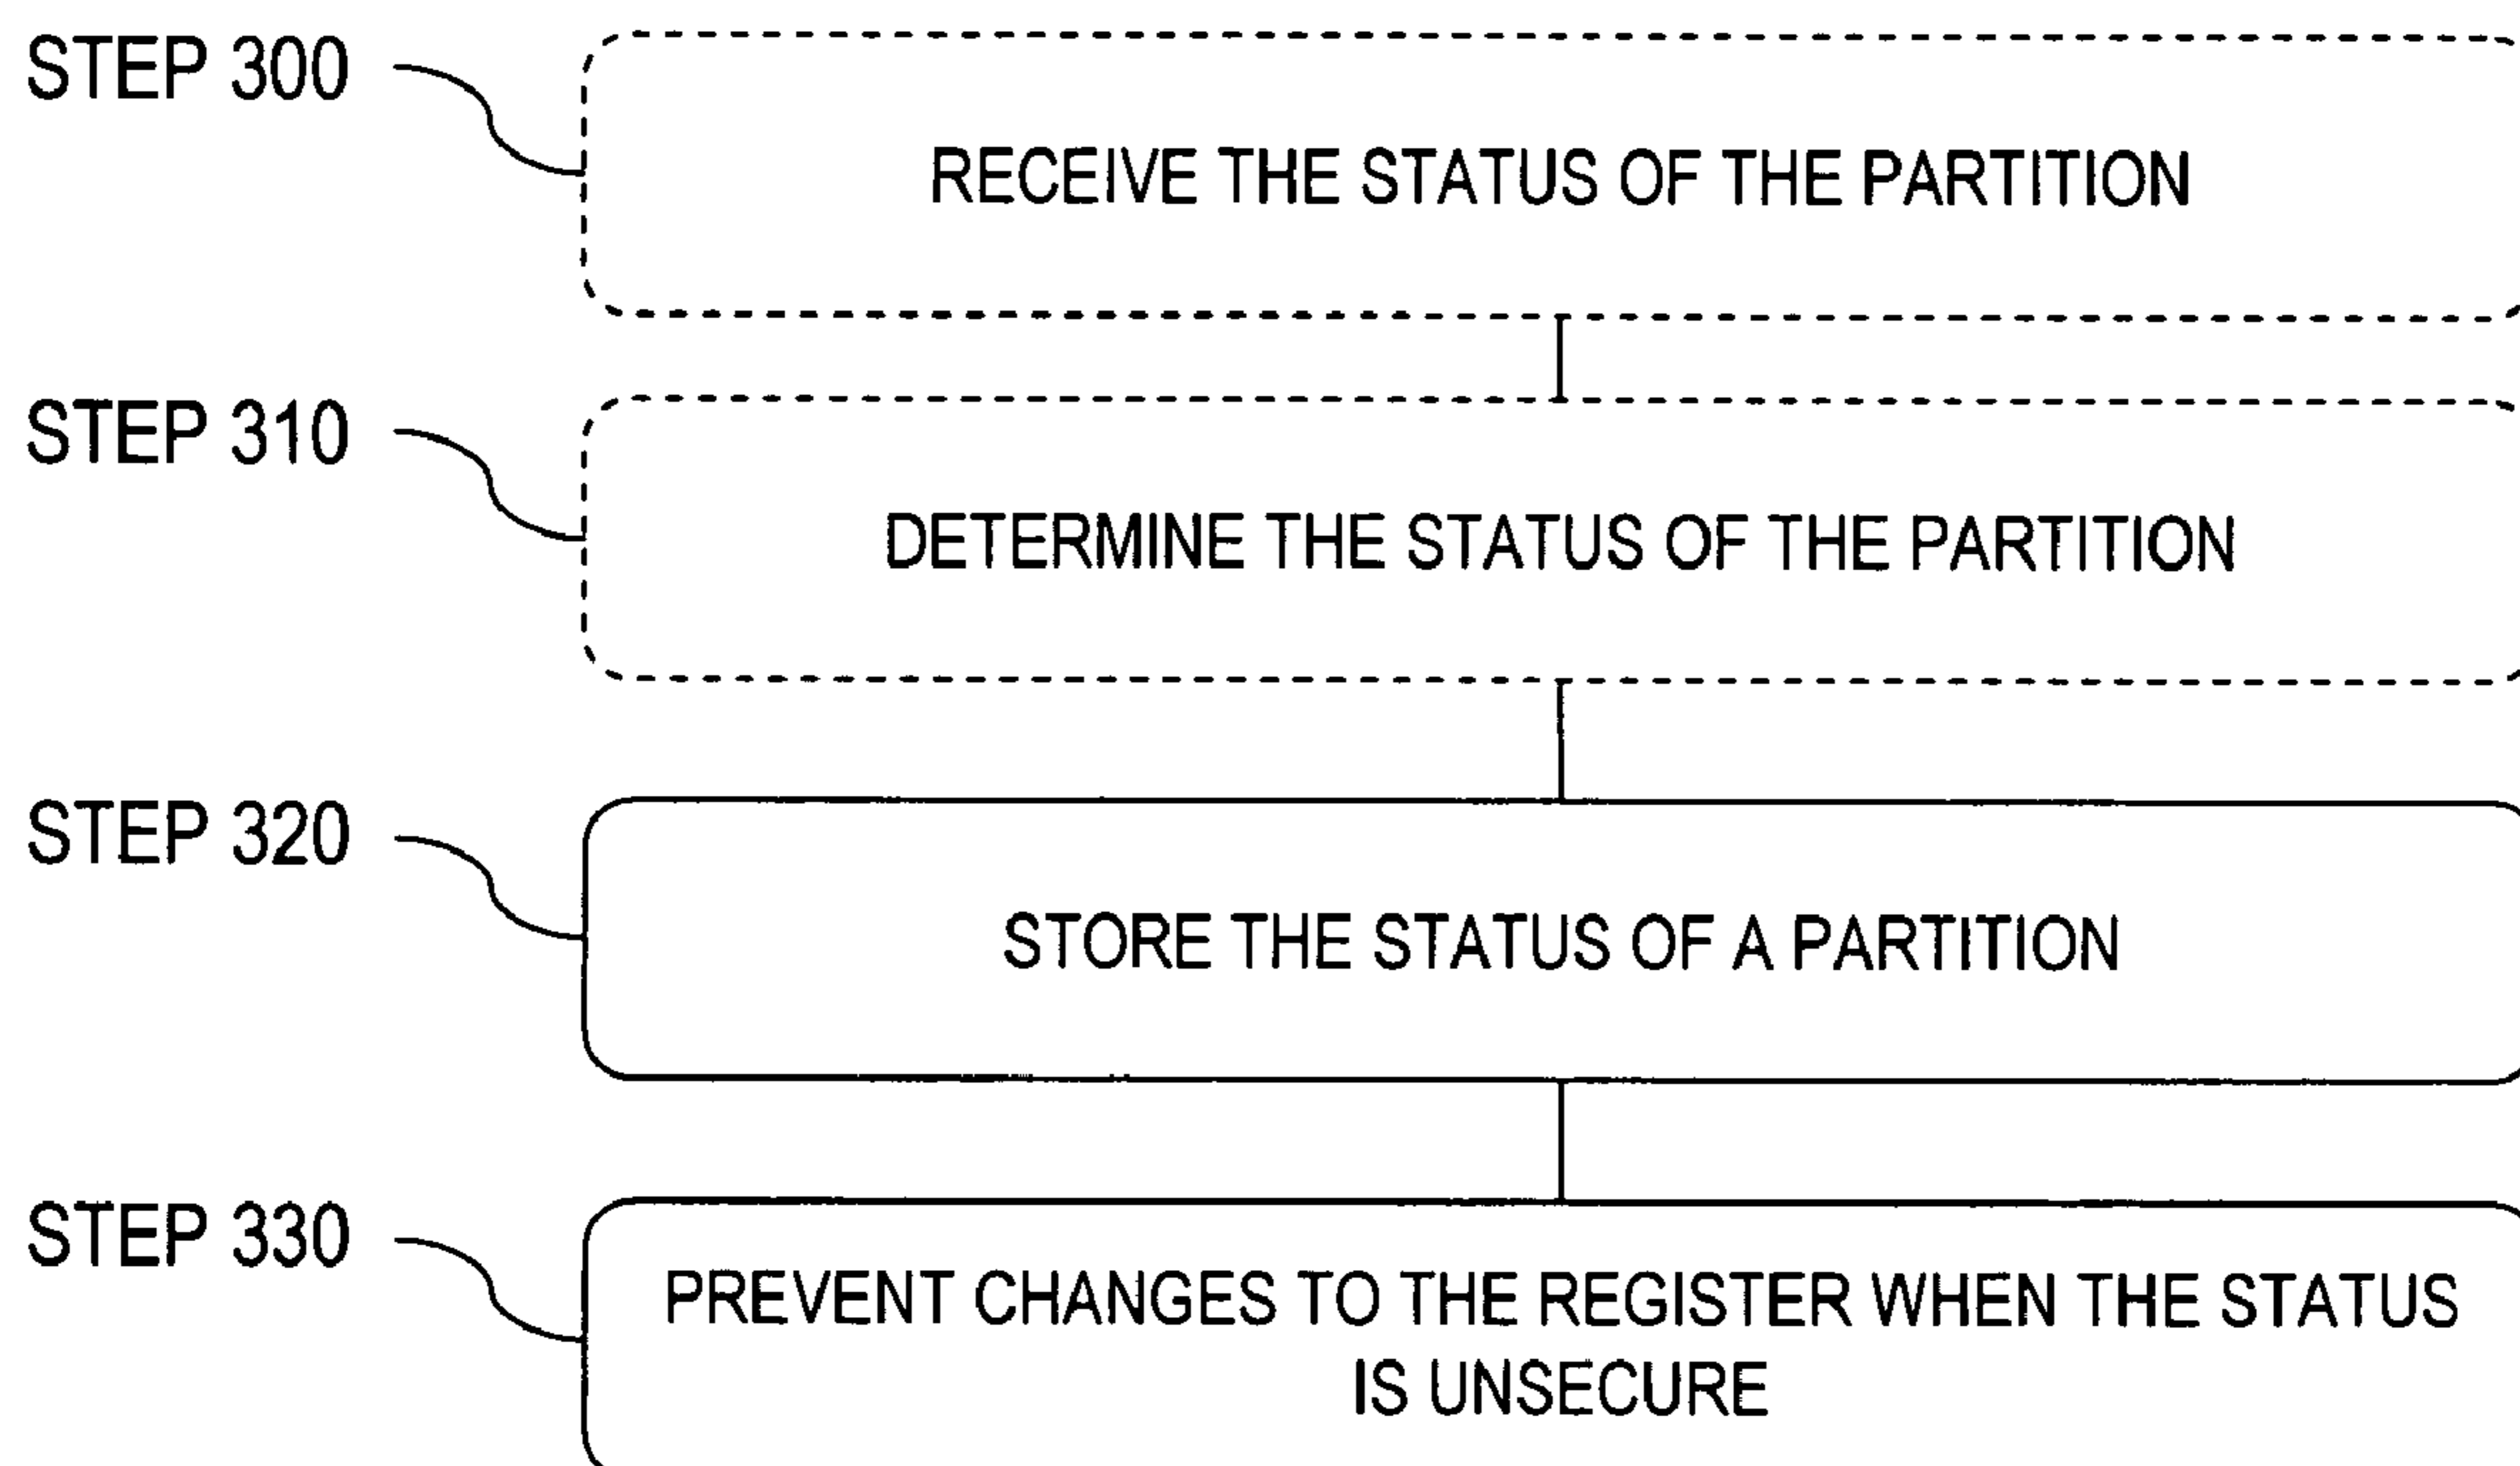 STEP 300
RECEIVE THE STATUS OF THE PARTITION
STEP 310
DETERMINE THE STATUS OF THE PARTITION
STEP 320
STORE THE STATUS OF A PARTITION
STEP 330
PREVENT CHANGES TO THE REGISTER WHEN THE STATUS
IS UNSECURE